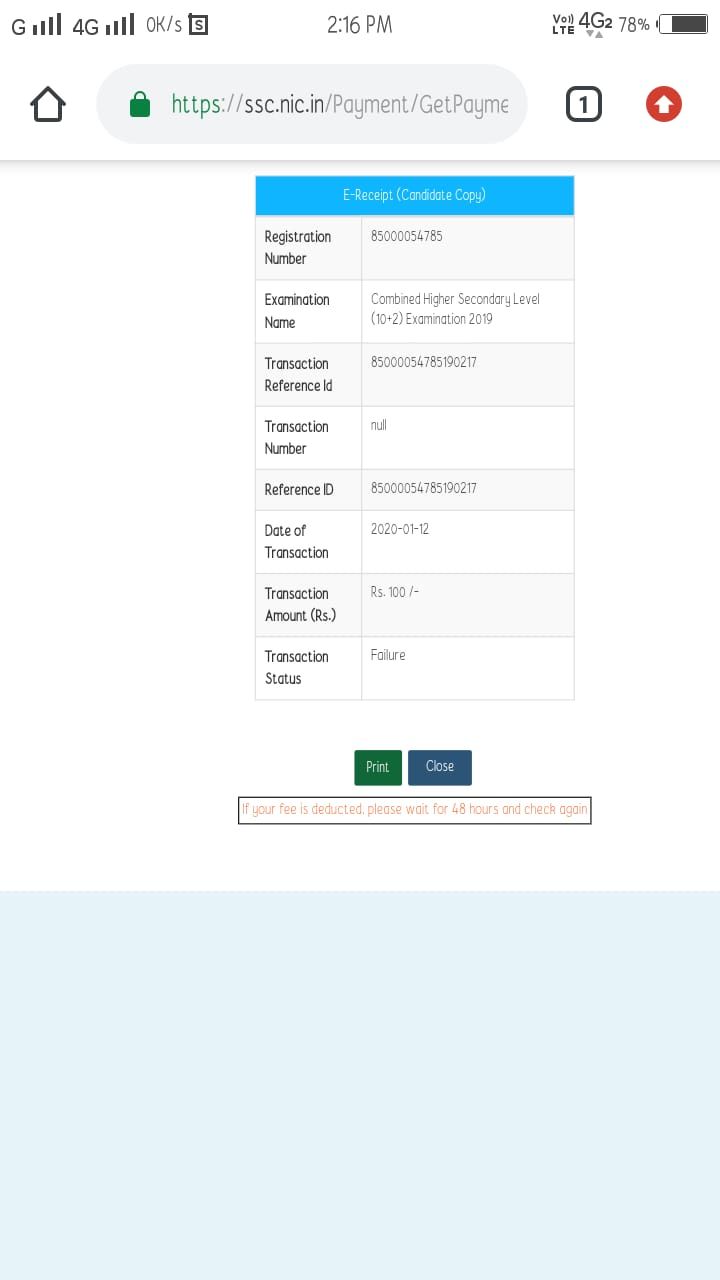 G 4G 0K/s S 2:16 PM Vo)) LTE 4G2 78%
https://ssc.nic.in/Payment/GetPayme 1
E-Receipt (Candidate Copy)
Registration Number 85000054785
Examination Name Combined Higher Secondary Level
(10+2) Examination 2019
Transaction Reference Id 85000054785190217
Transaction Number null
Reference ID 85000054785190217
Date of Transaction 2020-01-12
Transaction Amount (Rs.) Rs. 100 /-
Transaction Status Failure
Print Close
If your fee is deducted, please wait for 48 hours and check again